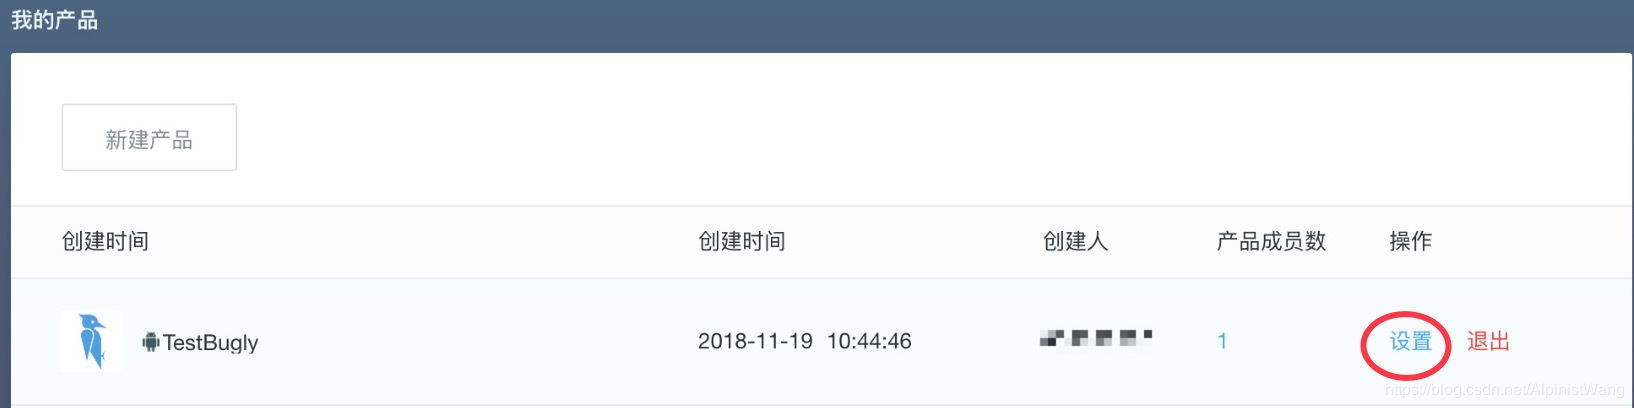 我的产品
新建产品
创建时间 创建时间 创建人 产品成员数 操作
TestBugly 2018-11-19 10:44:46 1 设置 退出
https://blog.csdn.net/AlpinistWang